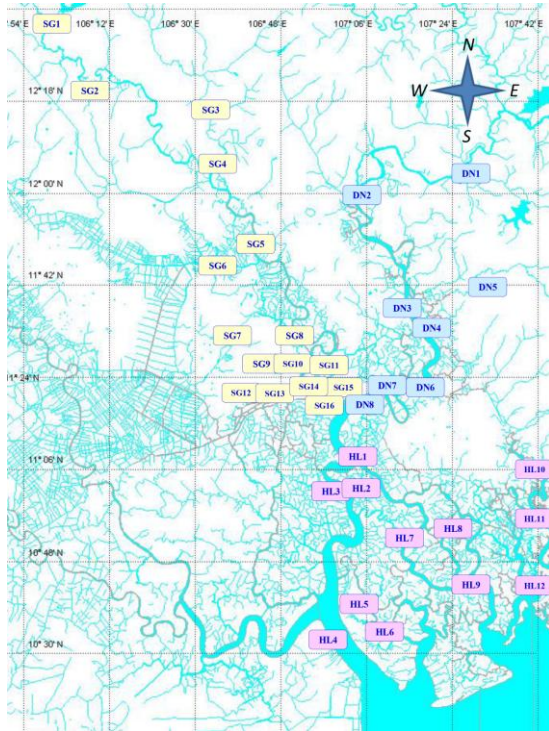 54' E 106° 12' E 106° 30' E 106° 48' E 107° 06' E 107° 24' E 107° 42' E
SG1
N
SG2
W E
12° 18' N
SG3
S
SG4
DN1
12° 00' N
DN2
SG5
SG6
11° 42' N
DN5
DN3
DN4
SG7 SG8
SG9 SG10 SG11
11° 24' N
SG12 SG13 SG14 SG15 DN7 DN6
SG16 DN8
HL1
11° 06' N
HL10
HL3 HL2
HL11
HL8
HL7
10° 48' N
HL9 HL12
HL5
HL4 HL6
10° 30' N